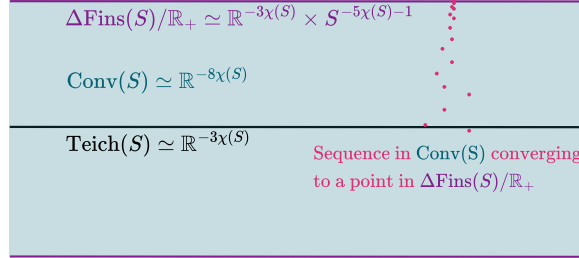 ΔFins(S)/ℝ₊ ≃ ℝ^{-3χ(S)} × S^{-5χ(S)-1}
Conv(S) ≃ ℝ^{-8χ(S)}
Teich(S) ≃ ℝ^{-3χ(S)}
Sequence in Conv(S) converging
to a point in ΔFins(S)/ℝ₊